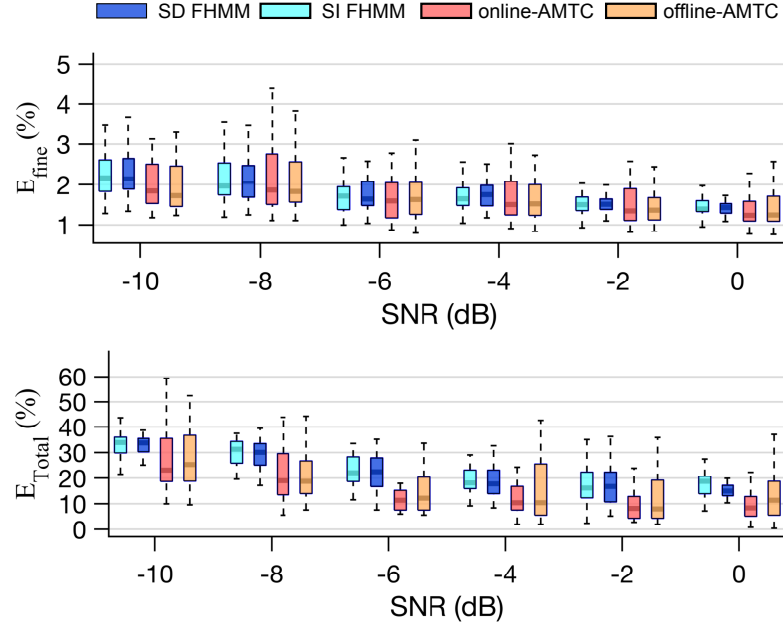 SD FHMM SI FHMM online-AMTC offline-AMTC
5
4
3
2
1
E_fine (%)
-10 -8 -6 -4 -2 0
SNR (dB)
60
50
40
30
20
10
0
E_Total (%)
-10 -8 -6 -4 -2 0
SNR (dB)